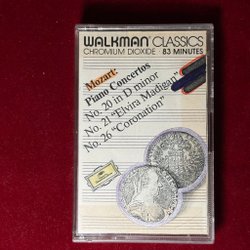 WALKMAN CLASSICS
CHROMIUM DIOXIDE 83 MINUTES
Mozart:
Piano Concertos
No. 20 in D minor
No. 21 "Elvira Madigan"
No. 26 "Coronation"